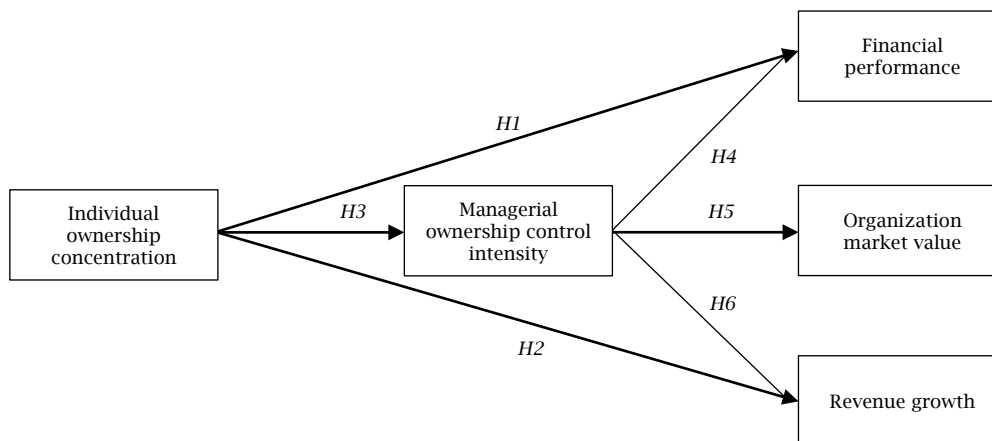 Financial
performance
H1
H4
Individual
ownership
concentration
H3
Managerial
ownership control
intensity
H5
Organization
market value
H6
H2
Revenue growth